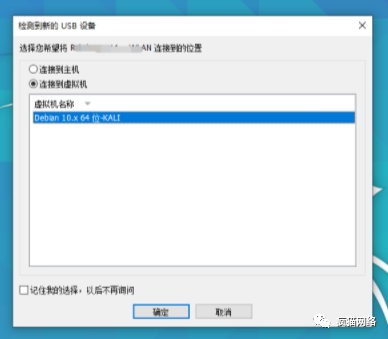 检测到新的 USB 设备
选择您希望将 R WLAN 连接到的位置
连接到主机
连接到虚拟机
虚拟机名称
Debian 10.x 64 位-KALI
记住我的选择，以后不再询问
确定
取消
疯猫网络